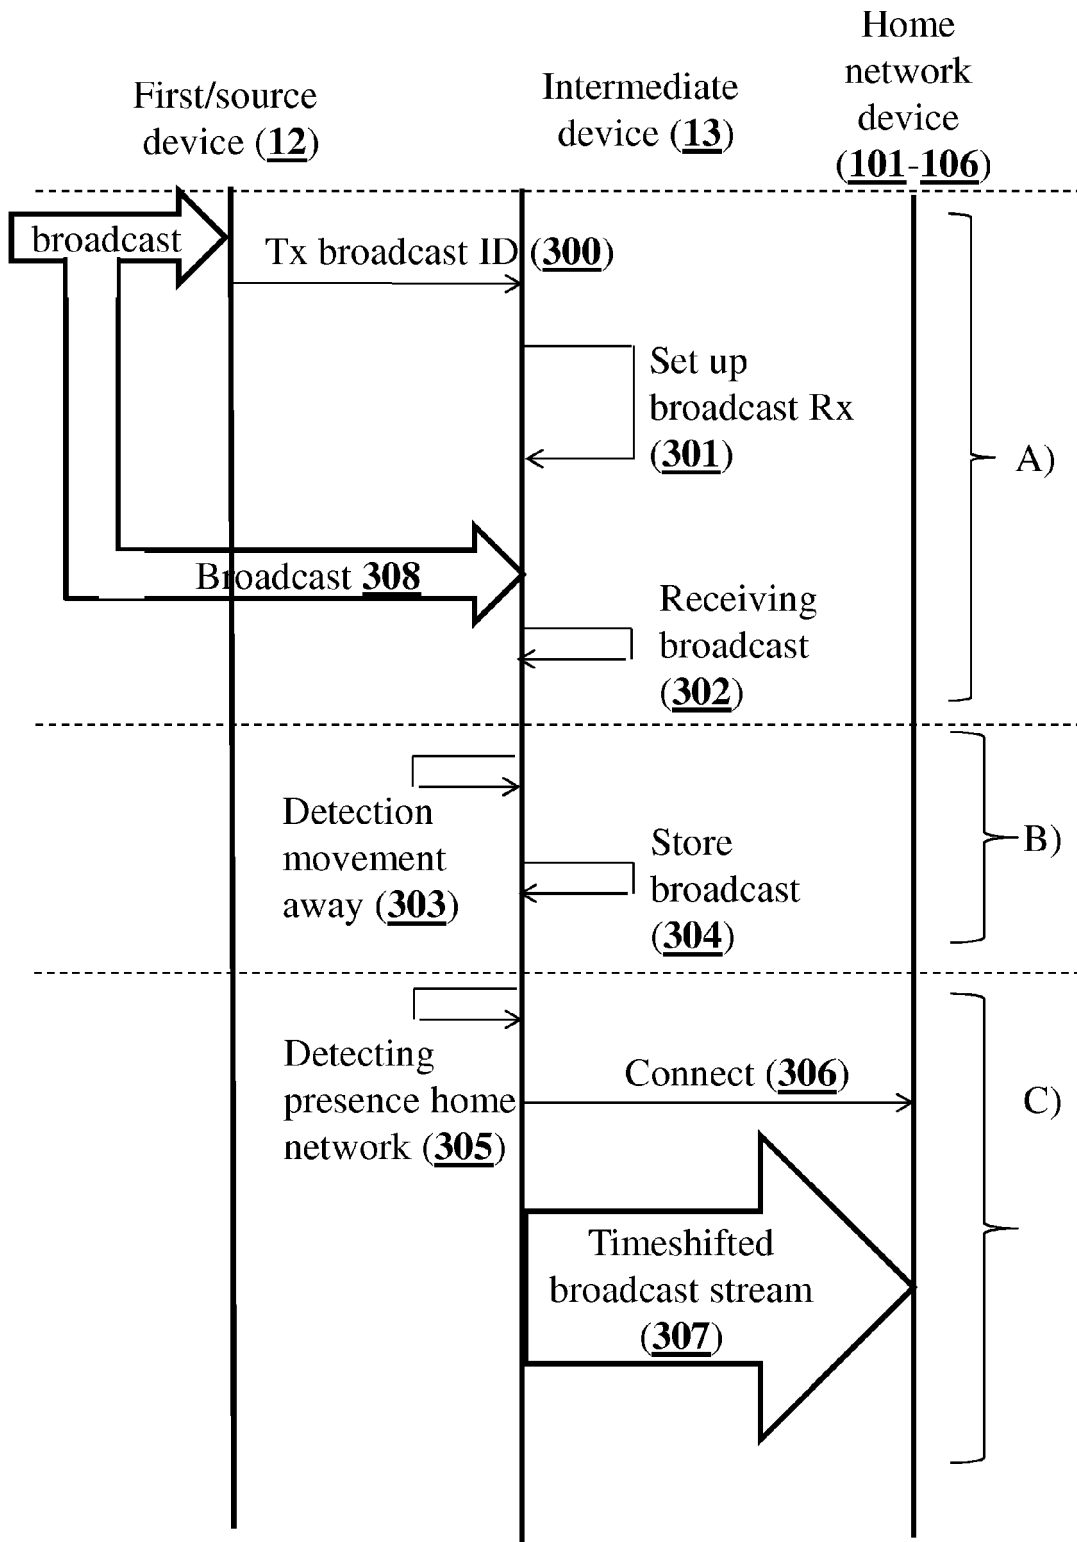 First/source
device (12)
Intermediate
device (13)
Home
network
device
(101-106)
broadcast
Tx broadcast ID (300)
Set up
broadcast Rx
(301)
A)
Broadcast 308
Receiving
broadcast
(302)
Detection
movement
away (303)
Store
broadcast
(304)
B)
Detecting
presence home
network (305)
Connect (306)
C)
Timeshifted
broadcast stream
(307)